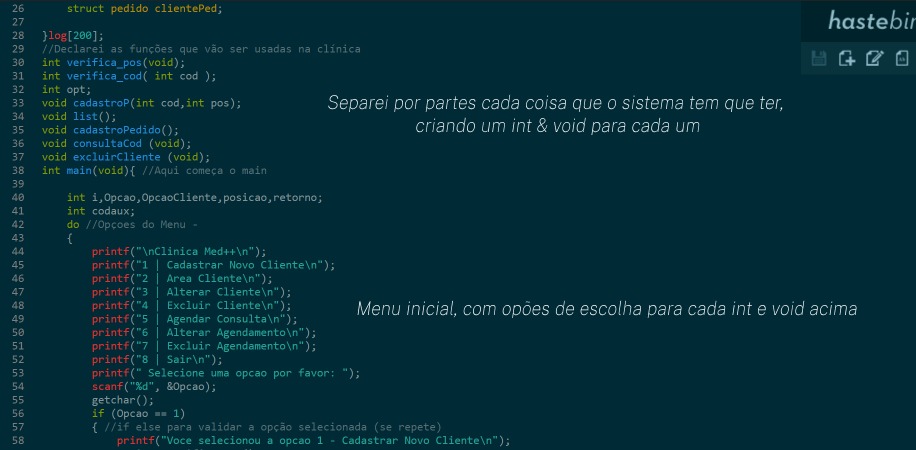 26 struct pedido clientePed;
27
28 }log[200];
29 //Declarei as funções que vão ser usadas na clínica
30 int verifica_pos(void);
31 int verifica_cod( int cod );
32 int opt;
33 void cadastroP(int cod,int pos);
34 void list();
35 void cadastroPedido();
36 void consultaCod (void);
37 void excluirCliente (void);
38 int main(void){ //Aqui começa o main
39
40 int i,Opcao,OpcaoCliente,posicao,retorno;
41 int codaux;
42 do //Opçoes do Menu -
43 {
44 printf("\nClinica Med++\n");
45 printf("1 | Cadastrar Novo Cliente\n");
46 printf("2 | Area Cliente\n");
47 printf("3 | Alterar Cliente\n");
48 printf("4 | Excluir Cliente\n");
49 printf("5 | Agendar Consulta\n");
50 printf("6 | Alterar Agendamento\n");
51 printf("7 | Excluir Agendamento\n");
52 printf("8 | Sair\n");
53 printf(" Selecione uma opcao por favor: ");
54 scanf("%d", &Opcao);
55 getchar();
56 if (Opcao == 1)
57 { //if else para validar a opção selecionada (se repete)
58 printf("Voce selecionou a opcao 1 - Cadastrar Novo Cliente\n");
hastebin
Separei por partes cada coisa que o sistema tem que ter,
criando um int & void para cada um
Menu inicial, com opões de escolha para cada int e void acima